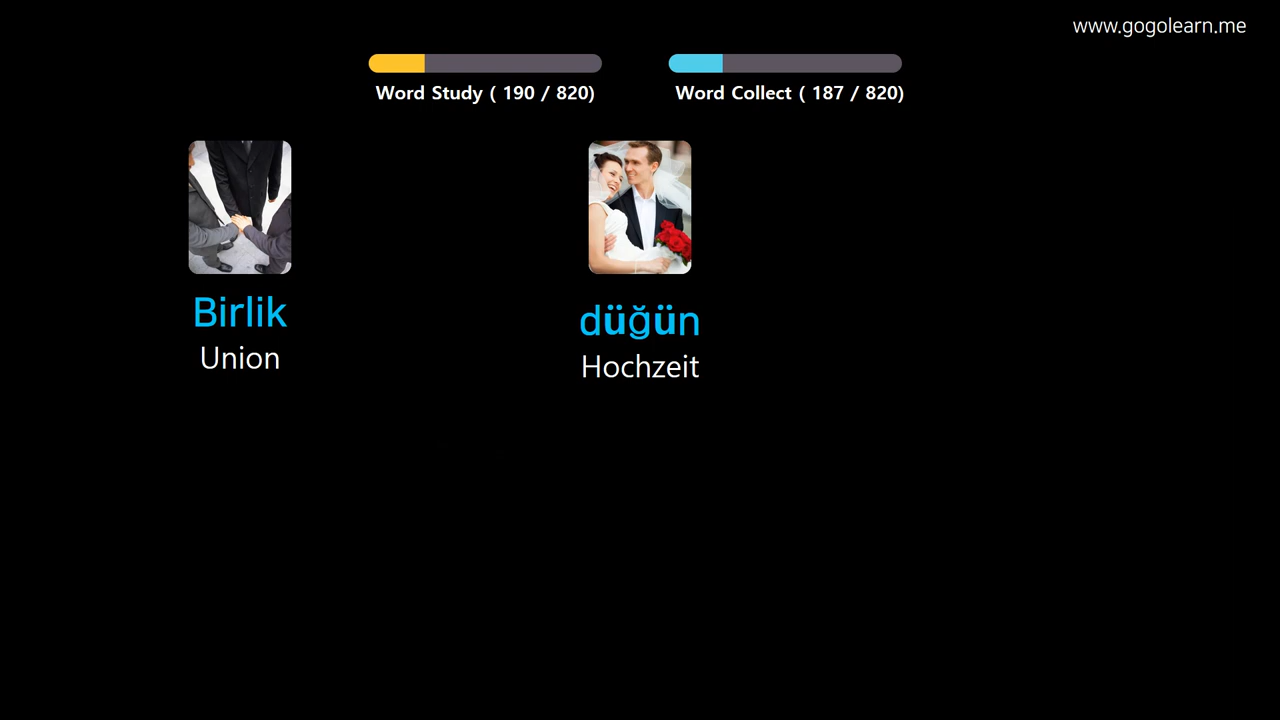 www.gogolearn.me
Word Study ( 190 / 820)
Word Collect ( 187 / 820)
Birlik
Union
düğün
Hochzeit